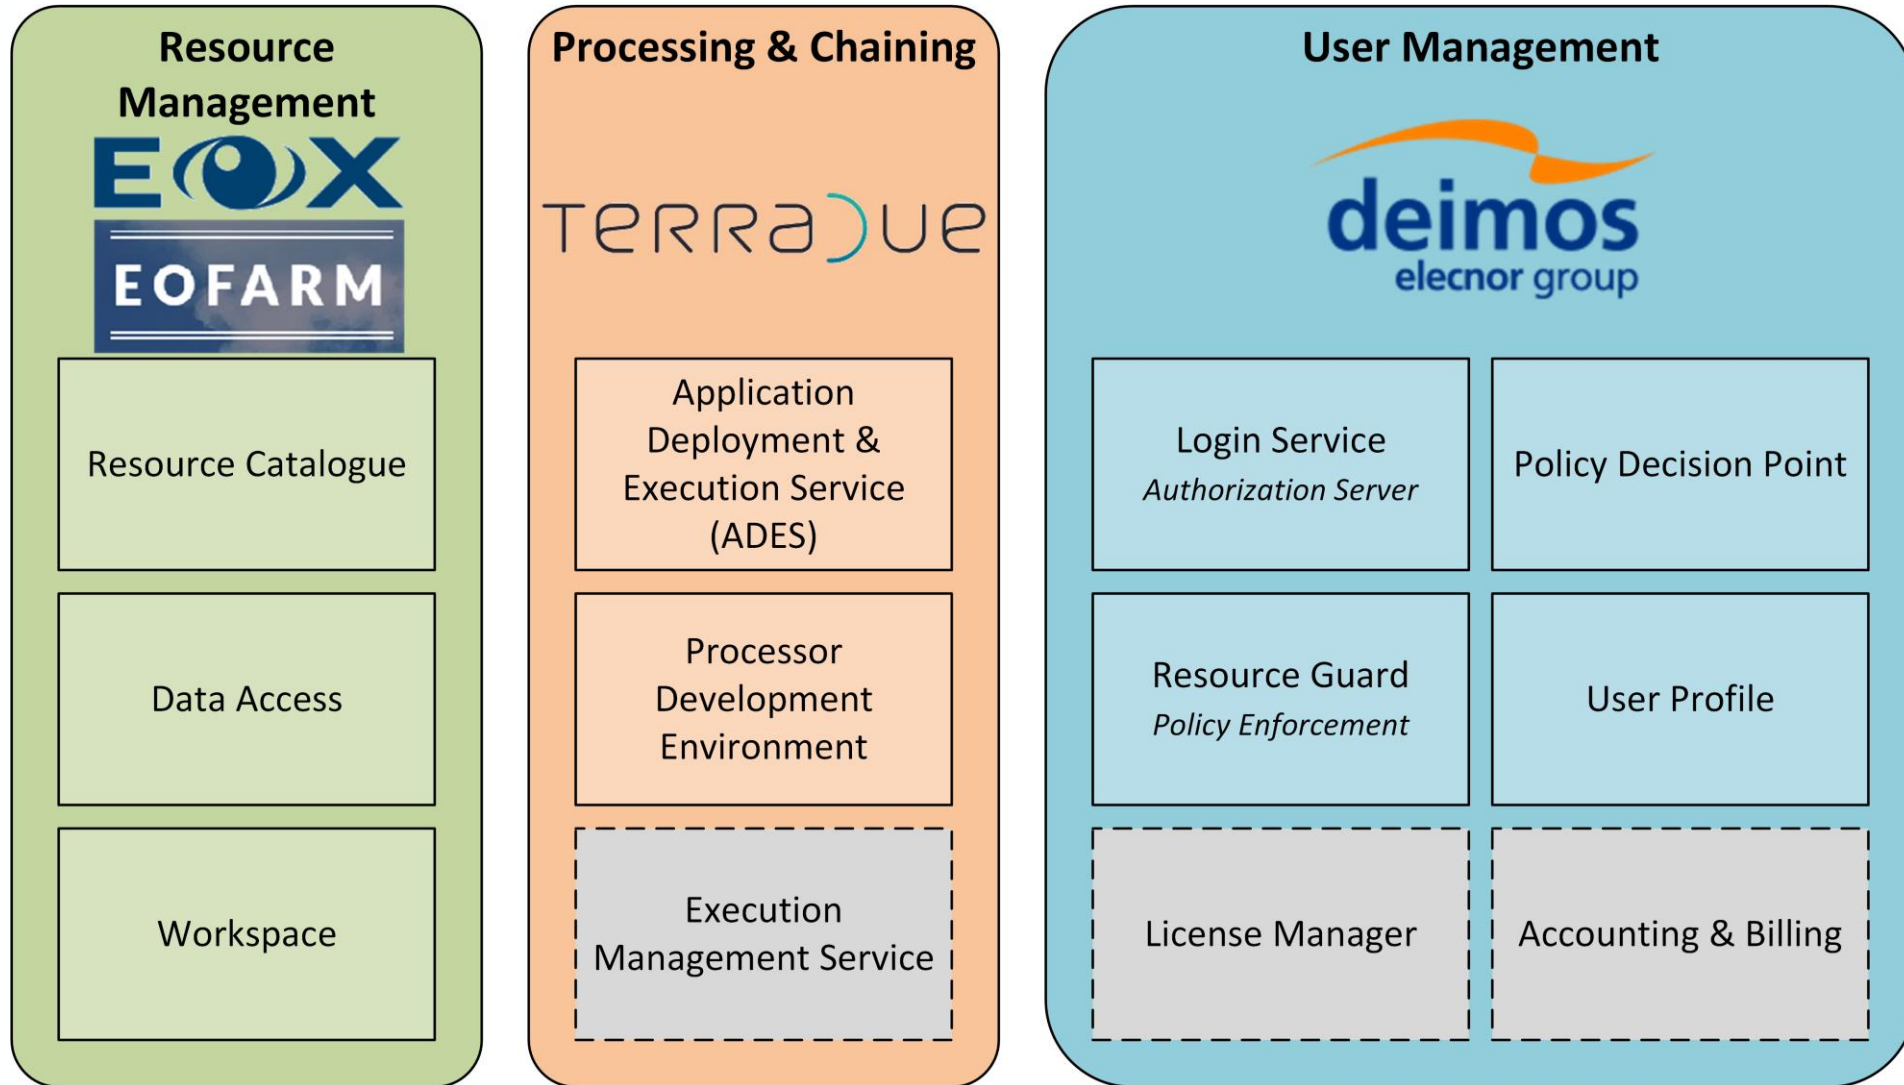 Resource
Management
EOX
EOFARM
Resource Catalogue
Data Access
Workspace
Processing & Chaining
TERRADUE
Application
Deployment &
Execution Service
(ADES)
Processor
Development
Environment
Execution
Management Service
User Management
deimos
elecnor group
Login Service
Authorization Server
Policy Decision Point
Resource Guard
Policy Enforcement
User Profile
License Manager
Accounting & Billing